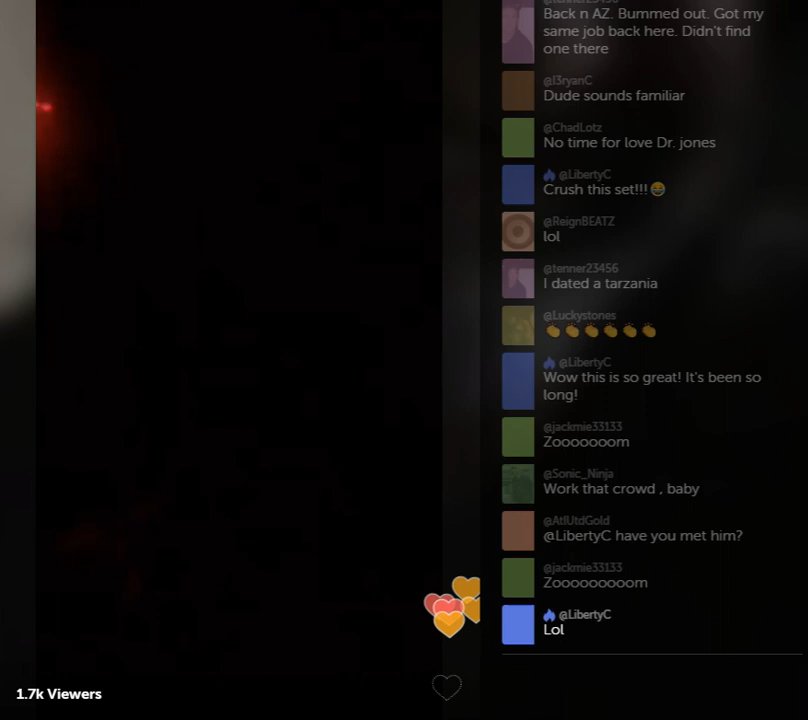 @tenner23456
Back n AZ. Bummed out. Got my
same job back here. Didn't find
one there
@l3ryanC
Dude sounds familiar
@ChadLotz
No time for love Dr. jones
@LibertyC
Crush this set!!!😂
@ReignBEATZ
lol
@tenner23456
I dated a tarzania
@Luckystones
👏👏👏👏👏👏
@LibertyC
Wow this is so great! It's been so
long!
@jackmie33133
Zooooooom
@Sonic_Ninja
Work that crowd , baby
@AtlUtdGold
@LibertyC have you met him?
@jackmie33133
Zooooooooom
@LibertyC
Lol
1.7k Viewers